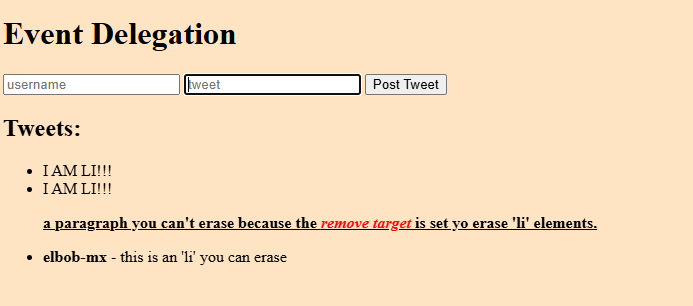 Event Delegation
username tweet Post Tweet
Tweets:
I AM LI!!!
I AM LI!!!
a paragraph you can't erase because the remove target is set yo erase 'li' elements.
elbob-mx - this is an 'li' you can erase